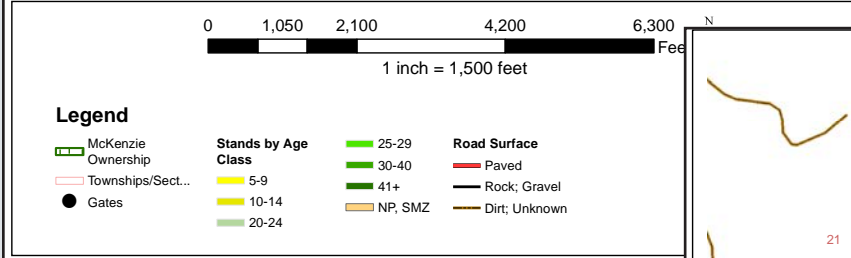 0 1,050 2,100 4,200 6,300
Fee
1 inch = 1,500 feet
N
Legend
McKenzie
Ownership
Townships/Sect...
Gates
Stands by Age
Class
5-9
10-14
20-24
25-29
30-40
41+
NP, SMZ
Road Surface
Paved
Rock; Gravel
Dirt; Unknown
21